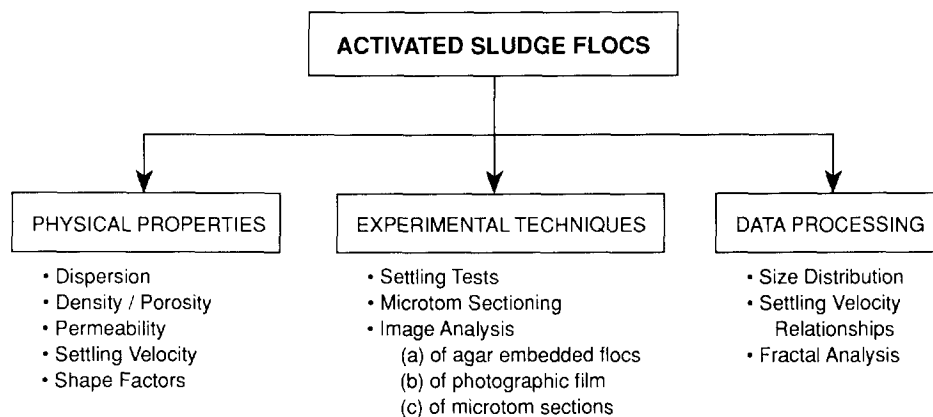 ACTIVATED SLUDGE FLOCS
PHYSICAL PROPERTIES
• Dispersion
• Density / Porosity
• Permeability
• Settling Velocity
• Shape Factors
EXPERIMENTAL TECHNIQUES
• Settling Tests
• Microtom Sectioning
• Image Analysis
(a) of agar embedded flocs
(b) of photographic film
(c) of microtom sections
DATA PROCESSING
• Size Distribution
• Settling Velocity
Relationships
• Fractal Analysis